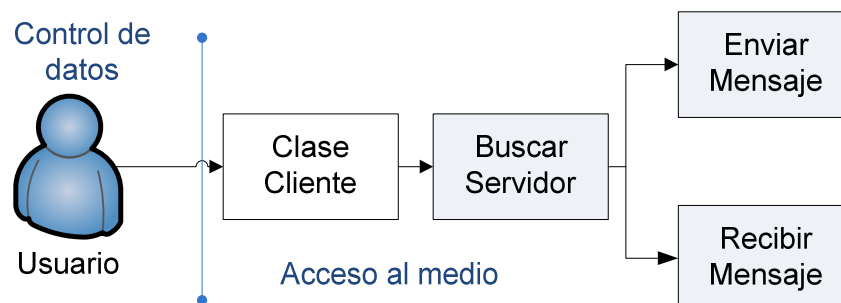 Control de
datos
Usuario
Clase
Cliente
Buscar
Servidor
Enviar
Mensaje
Recibir
Mensaje
Acceso al medio